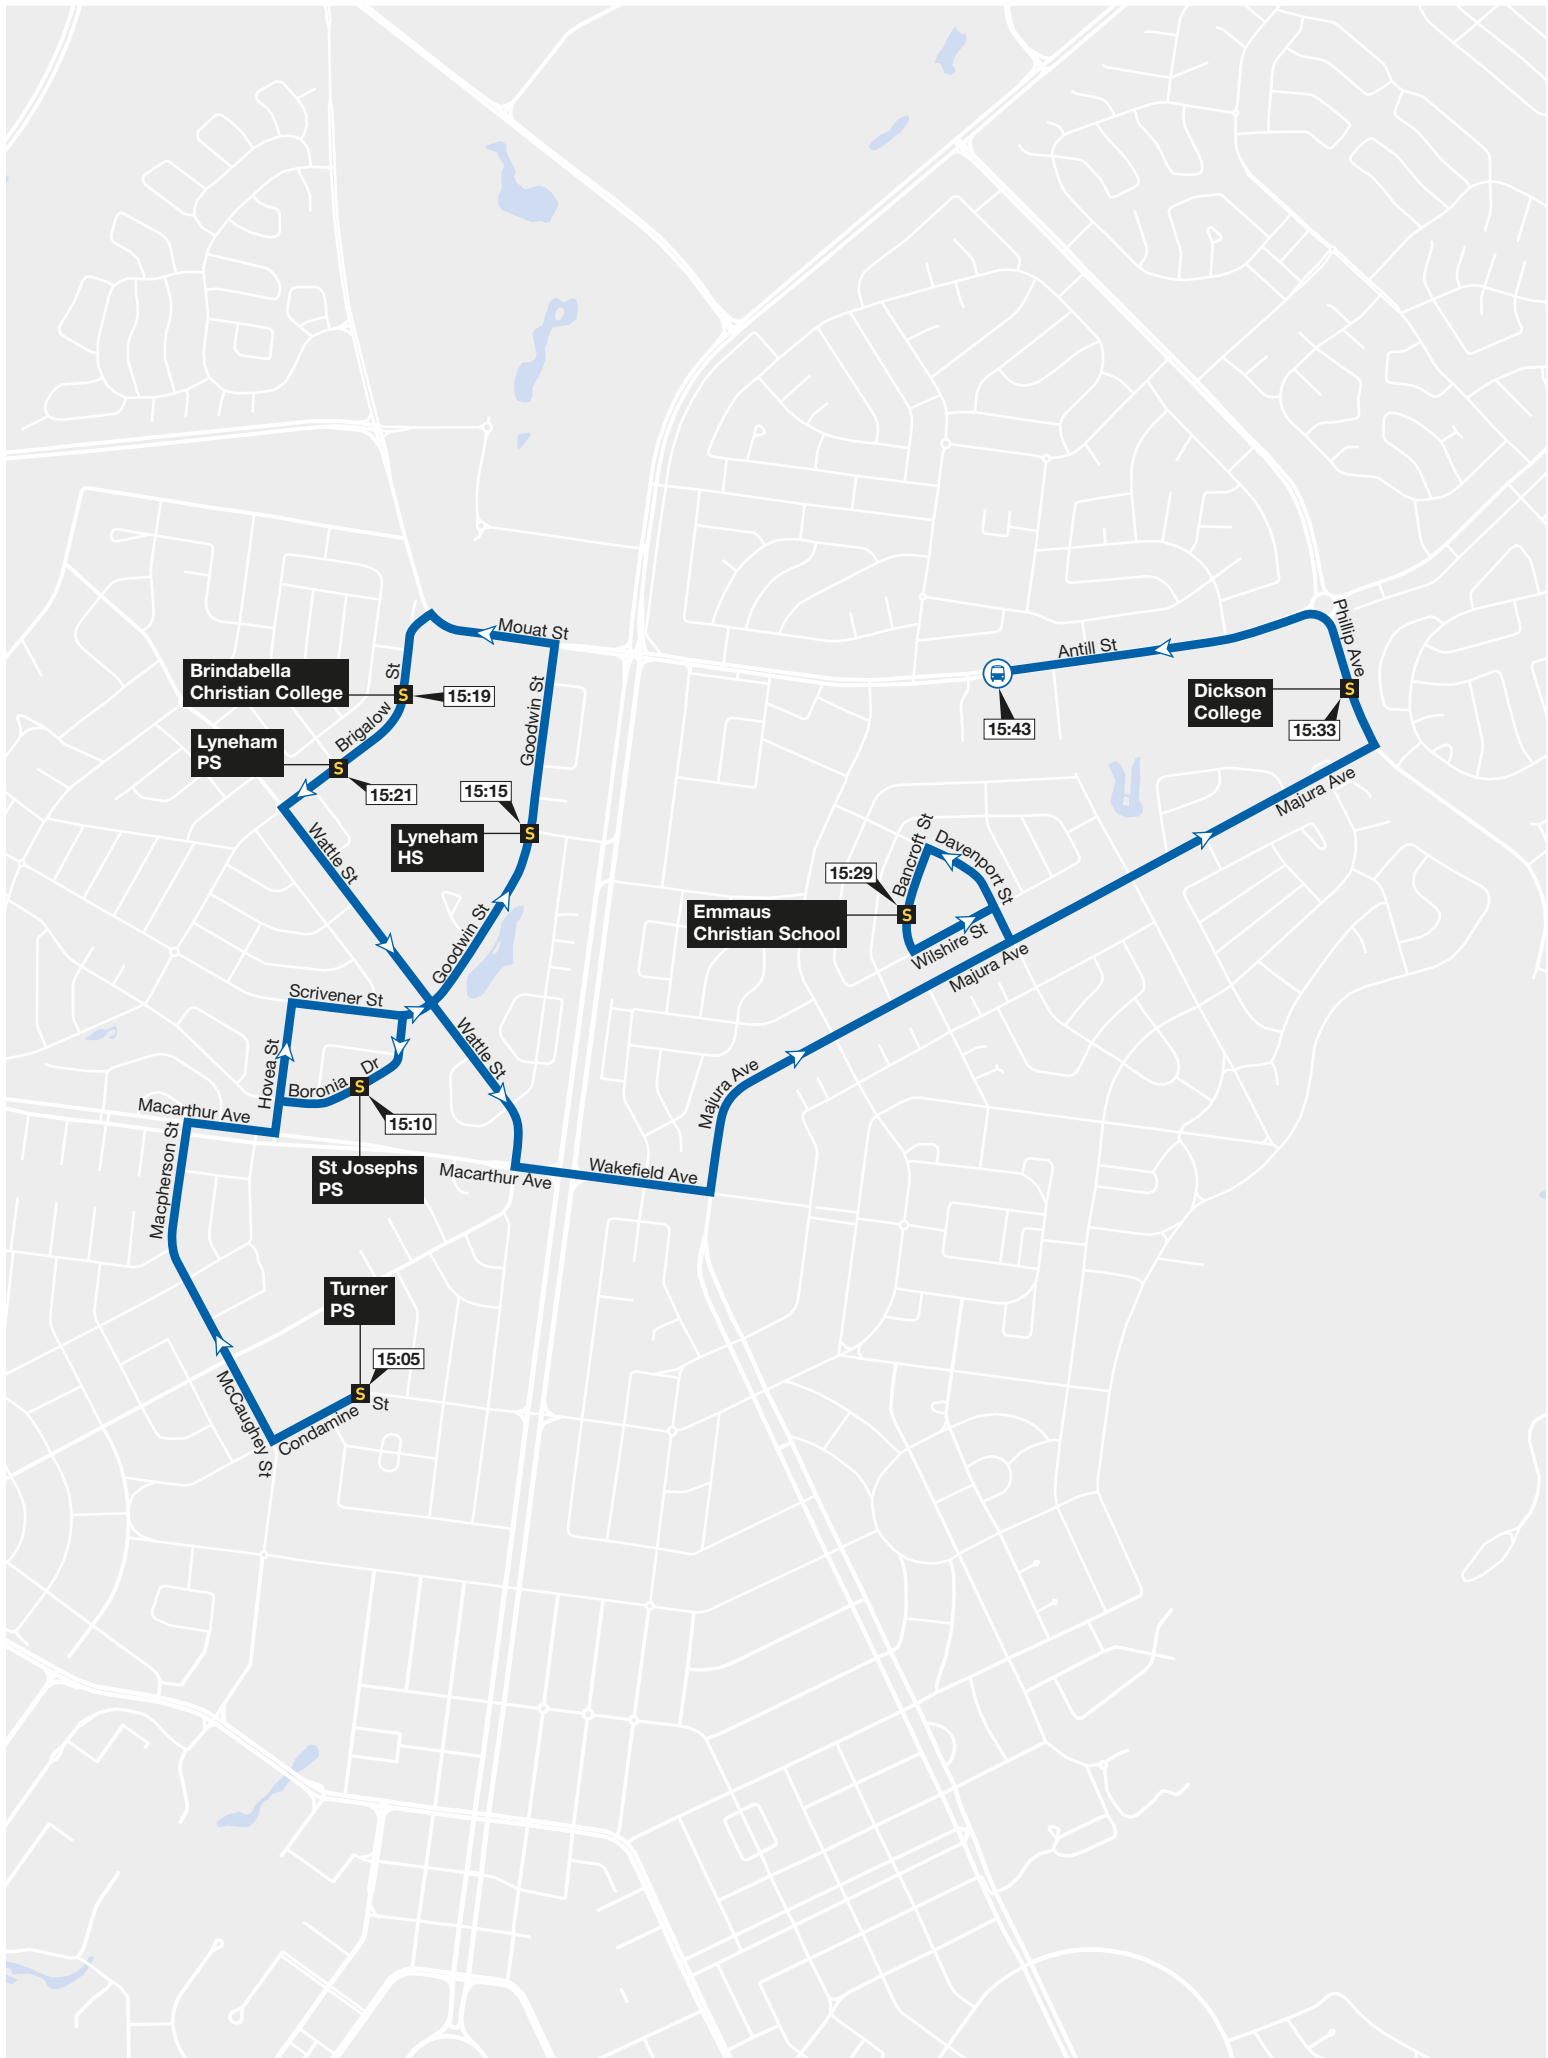 Mouat St
Phillip Ave
Antill St
Brindabella
Christian College
St
S
15:19
Goodwin St
Dickson
College
S
15:33
15:43
Brigalow
Lyneham
PS
S
15:21
15:15
Majura Ave
Lyneham
HS
S
Wattle St
Bancroft St
Davenport St
15:29
Emmaus
Christian School
S
Goodwin St
Wilshire St
Majura Ave
Scrivener St
Wattle St
Hovea St
Boronia
Dr
S
Majura Ave
Macarthur Ave
15:10
Macpherson St
St Josephs
PS
Macarthur Ave
Wakefield Ave
Turner
PS
15:05
S
St
McCaughey St
Condamine